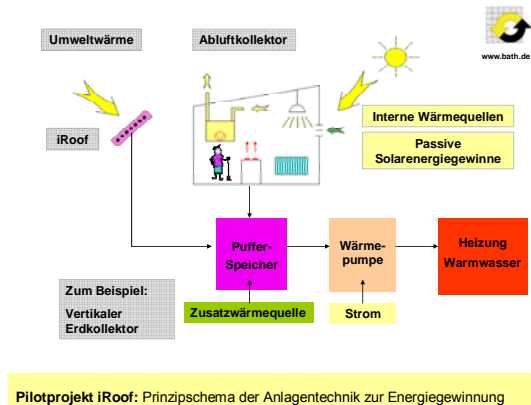 Umweltwärme
Abluftkollektor
www.bath.de
iRoof
Interne Wärmequellen
Passive
Solarenergiegewinne
Puffer-
Speicher
Wärme-
pumpe
Heizung
Warmwasser
Zum Beispiel:
Vertikaler
Erdkollektor
Zusatzwärmequelle
Strom
Pilotprojekt iRoof: Prinzipschema der Anlagentechnik zur Energiegewinnung